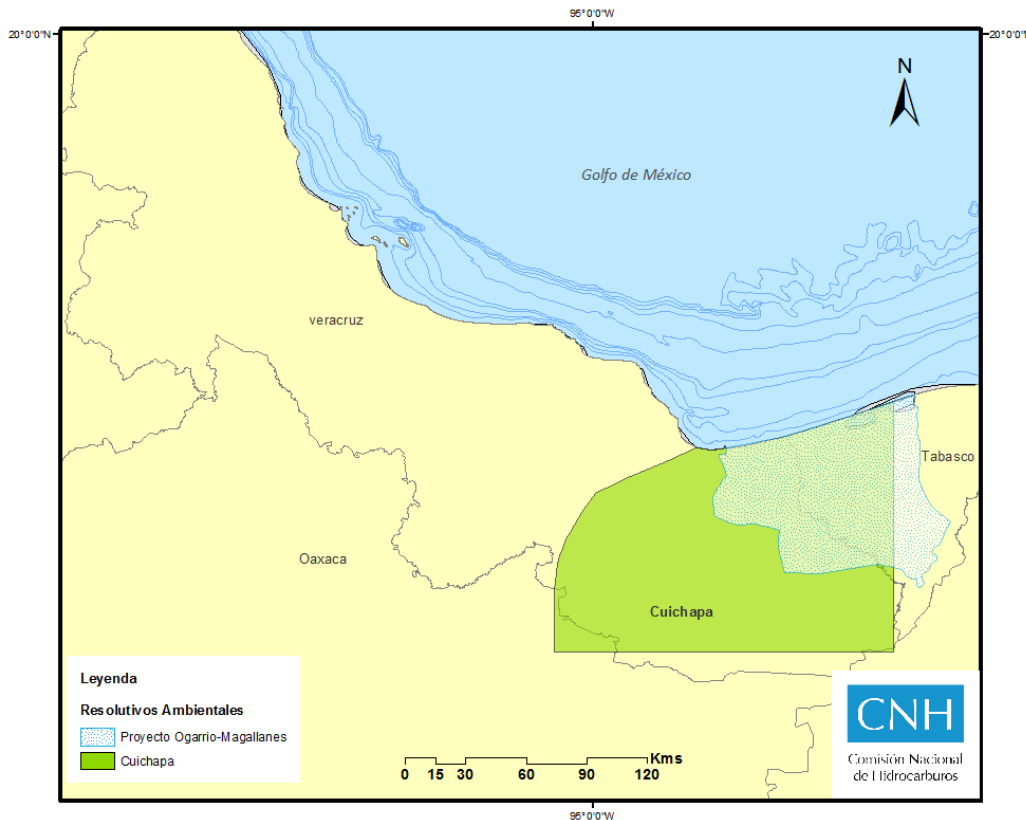 95°0'0"W
20°0'0"N
20°0'0"N
N
Golfo de México
veracruz
Tabasco
Oaxaca
Cuichapa
Leyenda
Resolutivos Ambientales
Proyecto Ogarrio-Magallanes
Cuichapa
Kms
0 15 30 60 90 120
CNH
Comisión Nacional
de Hidrocarburos
95°0'0"W